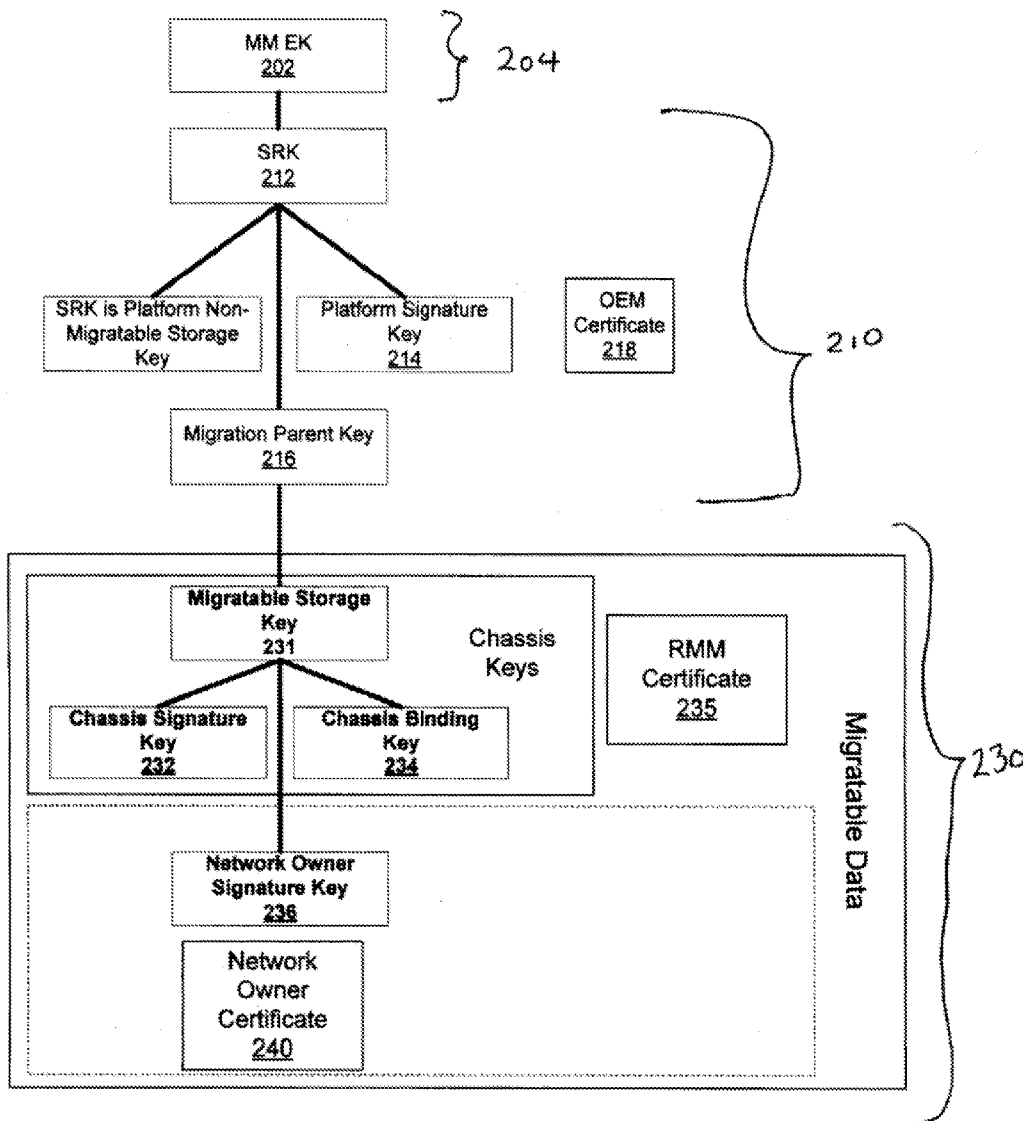 MM EK
202
204
SRK
212
SRK is Platform Non-
Migratable Storage
Key
Platform Signature
Key
214
OEM
Certificate
218
210
Migration Parent Key
216
Migratable Storage
Key
231
Chassis
Keys
RMM
Certificate
235
Chassis Signature
Key
232
Chassis Binding
Key
234
Migratable Data
230
Network Owner
Signature Key
236
Network
Owner
Certificate
240